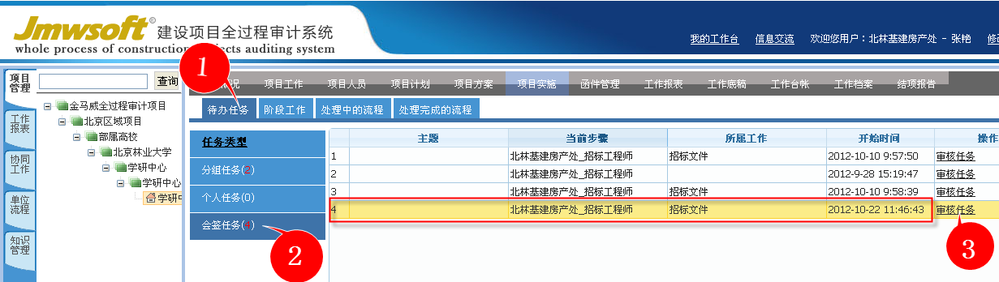 Jmwsoft® 建设项目全过程审计系统
whole process of construction projects auditing system
我的工作台 信息交流 欢迎您用户：北林基建房产处 - 张艳
项目管理
查询
1
况 项目工作 项目人员 项目计划 项目方案 项目实施 函件管理 工作报表 工作底稿 工作台帐 工作档案 结项报告
待办任务 阶段工作 处理中的流程 处理完成的流程
工作报表
协同工作
单位流程
知识管理
金马威全过程审计项目
北京区域项目
部属高校
北京林业大学
学研中心
学研中心
学研
任务类型
分组任务(2)
个人任务(0)
会签任务(4)
2
主题 当前步骤 所属工作 开始时间 操作
1 北林基建房产处_招标工程师 招标文件 2012-10-10 9:57:50 审核任务
2 北林基建房产处_招标工程师 2012-9-28 15:19:47 审核任务
3 北林基建房产处_招标工程师 招标文件 2012-10-10 9:58:39 审核任务
4 北林基建房产处_招标工程师 招标文件 2012-10-22 11:46:43 审核任务
3